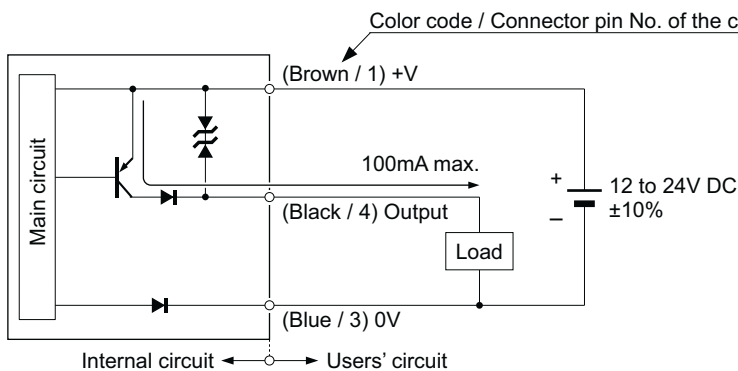 Color code / Connector pin No. of the c
(Brown / 1) +V
Main circuit
100mA max.
+
12 to 24V DC
−
±10%
(Black / 4) Output
Load
(Blue / 3) 0V
Internal circuit
Users' circuit